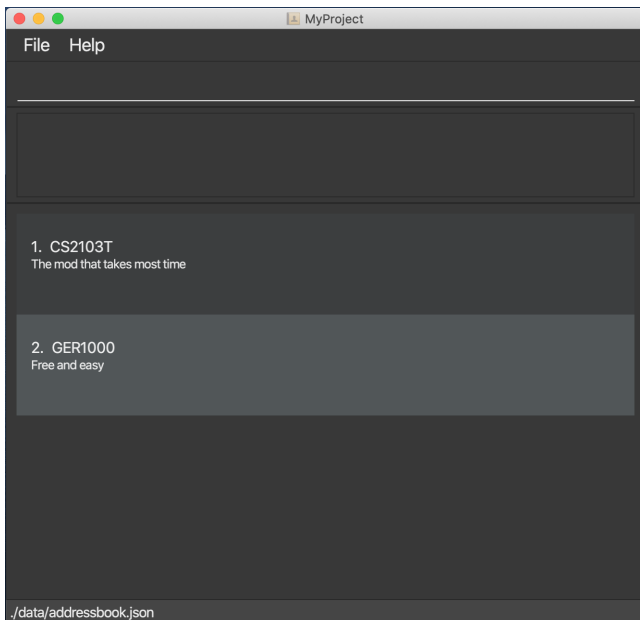 MyProject
File Help
1. CS2103T
The mod that takes most time
2. GER1000
Free and easy
./data/addressbook.json